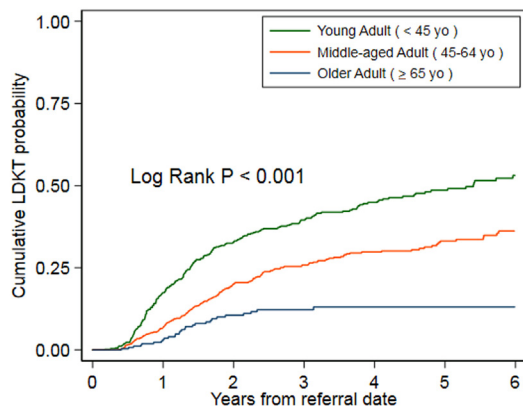 1.00
Young Adult ( < 45 yo )
Middle-aged Adult ( 45-64 yo )
Older Adult ( ≥ 65 yo )
0.75
Cumulative LDKT probability
Log Rank P < 0.001
0.50
0.25
0.00
0 1 2 3 4 5 6
Years from referral date